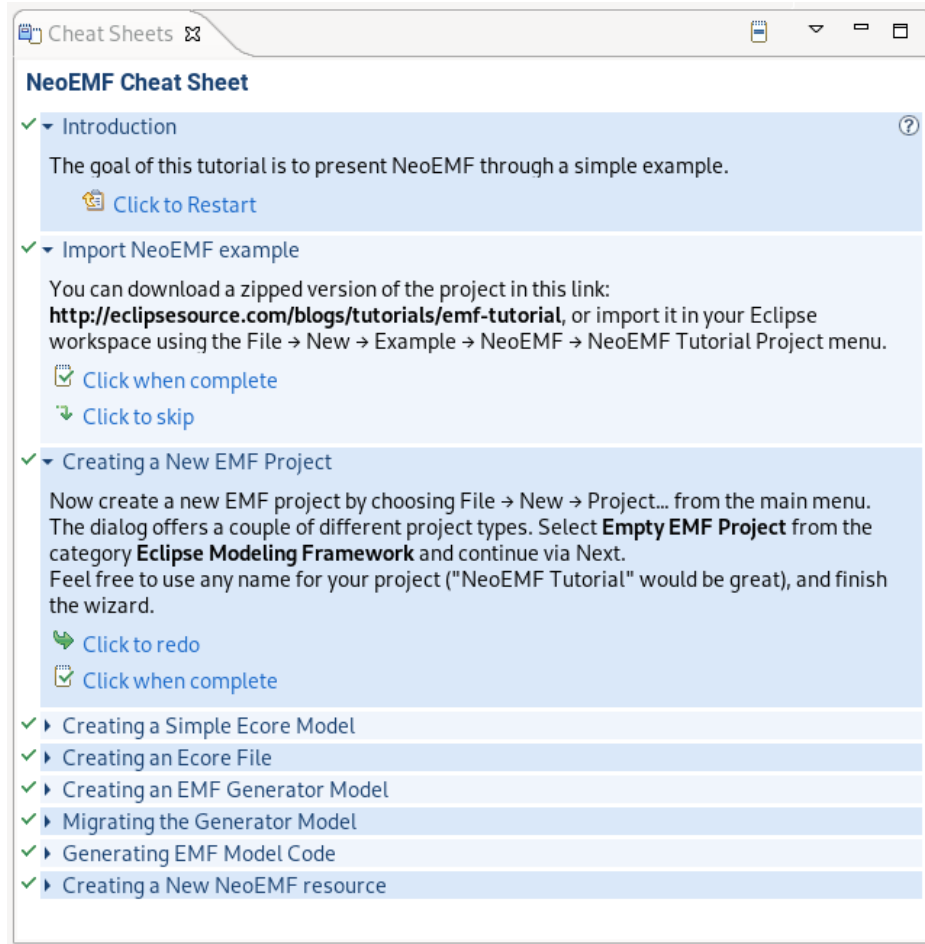 Cheat Sheets
NeoEMF Cheat Sheet
Introduction
The goal of this tutorial is to present NeoEMF through a simple example.
Click to Restart
Import NeoEMF example
You can download a zipped version of the project in this link:
http://eclipsesource.com/blogs/tutorials/emf-tutorial, or import it in your Eclipse
workspace using the File → New → Example → NeoEMF → NeoEMF Tutorial Project menu.
Click when complete
Click to skip
Creating a New EMF Project
Now create a new EMF project by choosing File → New → Project... from the main menu.
The dialog offers a couple of different project types. Select Empty EMF Project from the
category Eclipse Modeling Framework and continue via Next.
Feel free to use any name for your project ("NeoEMF Tutorial" would be great), and finish
the wizard.
Click to redo
Click when complete
Creating a Simple Ecore Model
Creating an Ecore File
Creating an EMF Generator Model
Migrating the Generator Model
Generating EMF Model Code
Creating a New NeoEMF resource